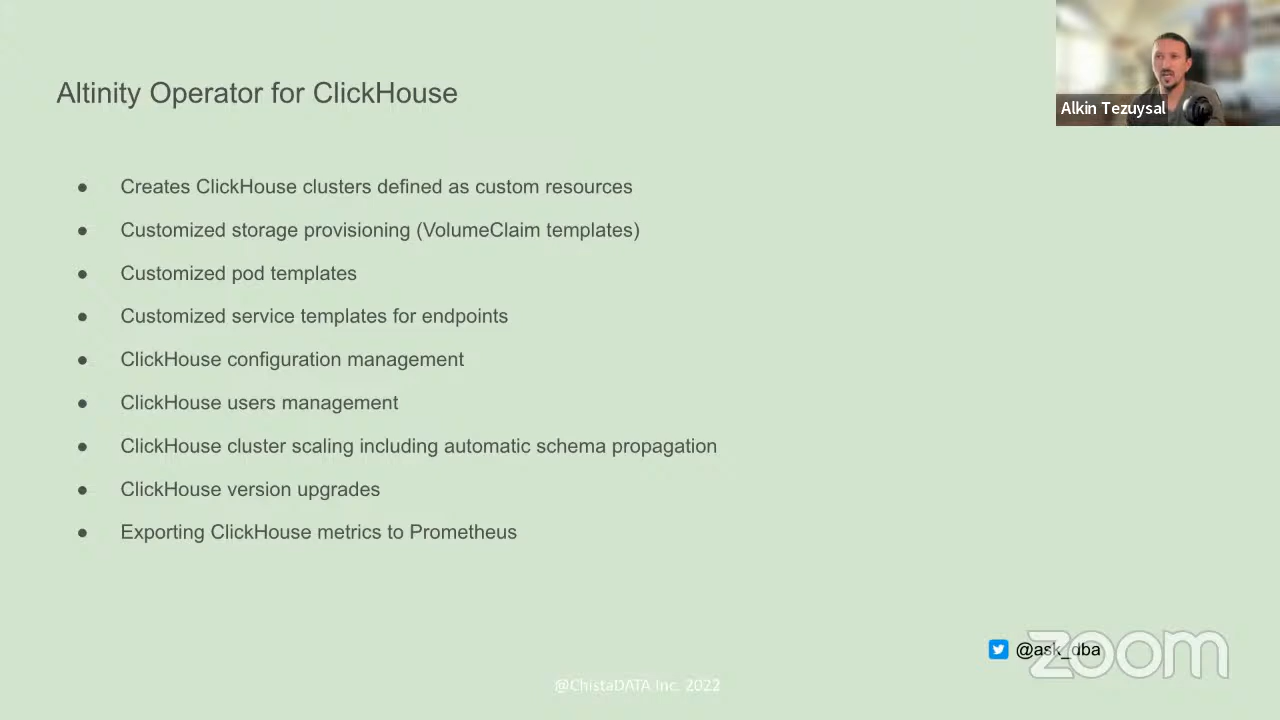 Altinity Operator for ClickHouse
Alkin Tezuysal
● Creates ClickHouse clusters defined as custom resources
● Customized storage provisioning (VolumeClaim templates)
● Customized pod templates
● Customized service templates for endpoints
● ClickHouse configuration management
● ClickHouse users management
● ClickHouse cluster scaling including automatic schema propagation
● ClickHouse version upgrades
● Exporting ClickHouse metrics to Prometheus
@ask_dba
zoom
@ChistaDATA Inc. 2022